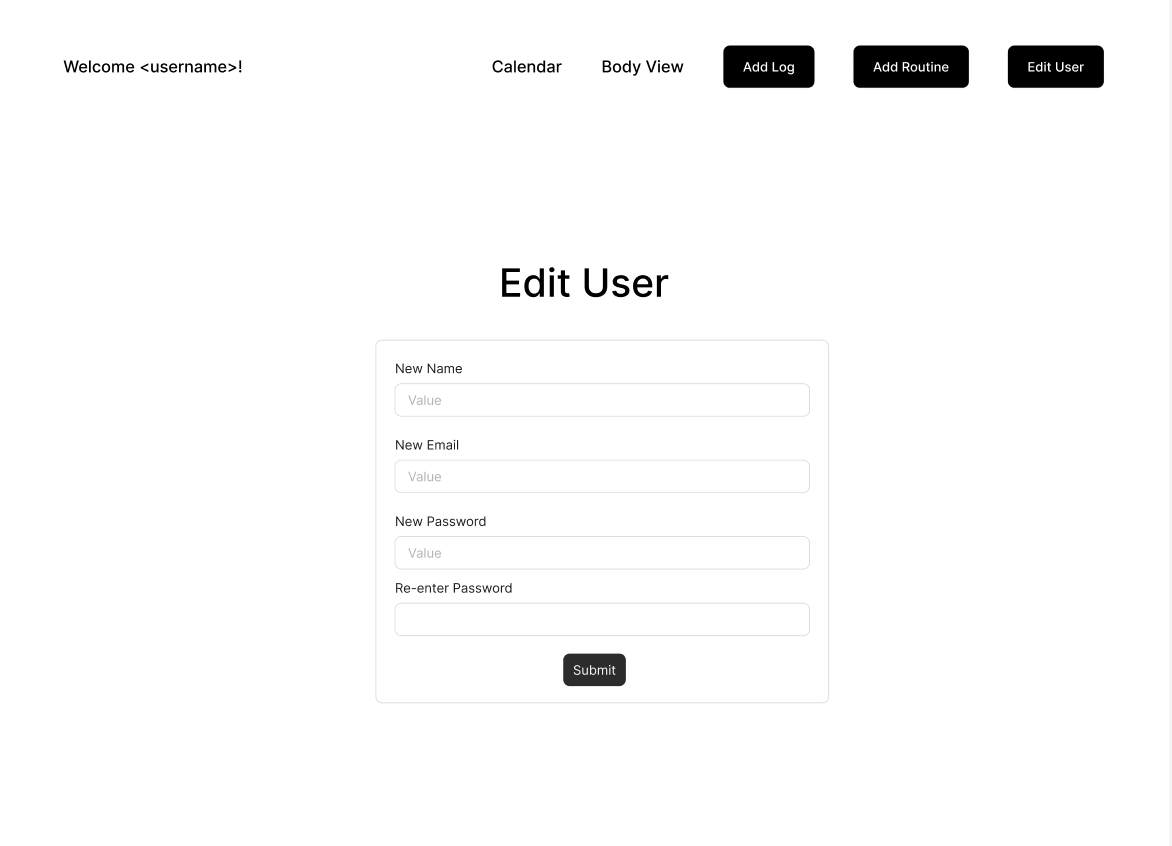 Welcome <username>! Calendar Body View Add Log Add Routine Edit User
Edit User
New Name
Value
New Email
Value
New Password
Value
Re-enter Password
Submit